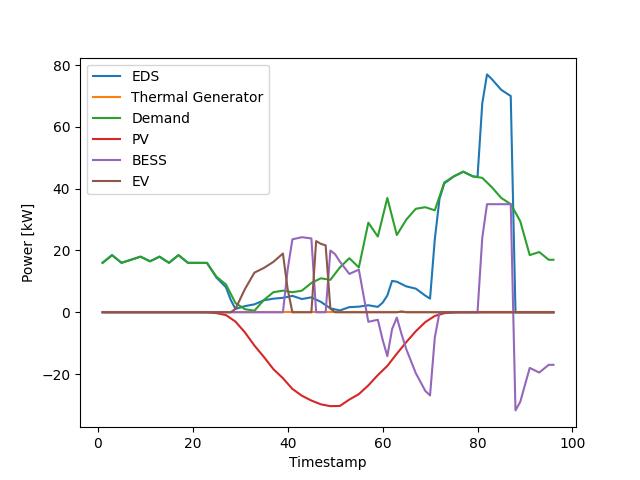 EDS
Thermal Generator
Demand
PV
BESS
EV
80
60
40
20
0
−20
Power [kW]
0 20 40 60 80 100
Timestamp